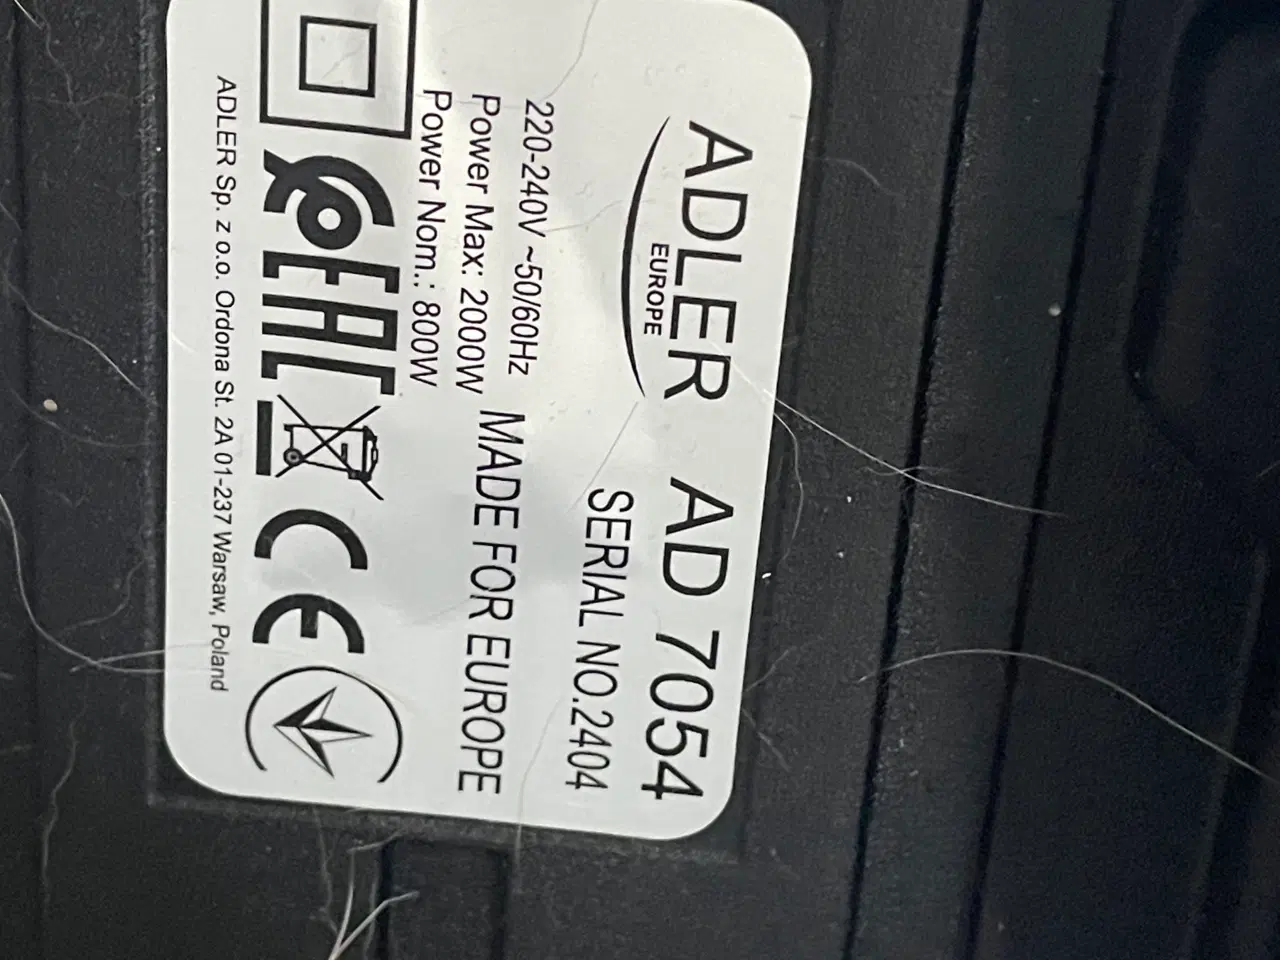 ADLER AD 7054
EUROPE
SERIAL NO.2404
220-240V ~50/60Hz
Power Max: 2000W
Power Nom.: 800W
MADE FOR EUROPE
EAC CE
ADLER Sp. z o.o. Ordona St. 2A 01-237 Warsaw, Poland